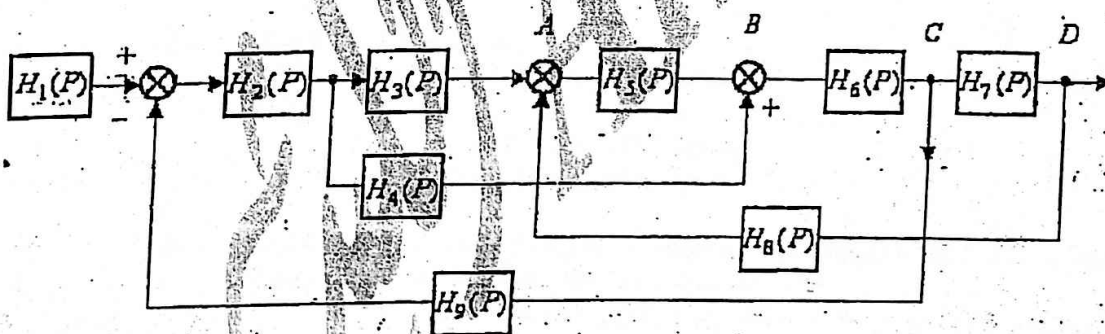 A B C D
+ -
H₁(P) H₂(P) H₃(P) H₅(P) H₆(P) H₇(P)
- +
H₄(P)
H₈(P)
H₉(P)